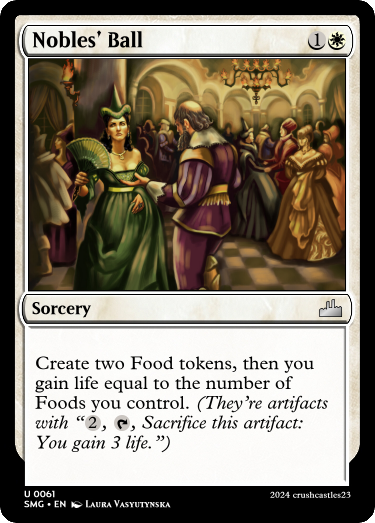 Nobles' Ball 1
Sorcery
Create two Food tokens, then you
gain life equal to the number of
Foods you control. (They're artifacts
with “2, , Sacrifice this artifact:
You gain 3 life.”)
U 0061
SMG • EN Laura Vasyutynska
2024 crushcastles23